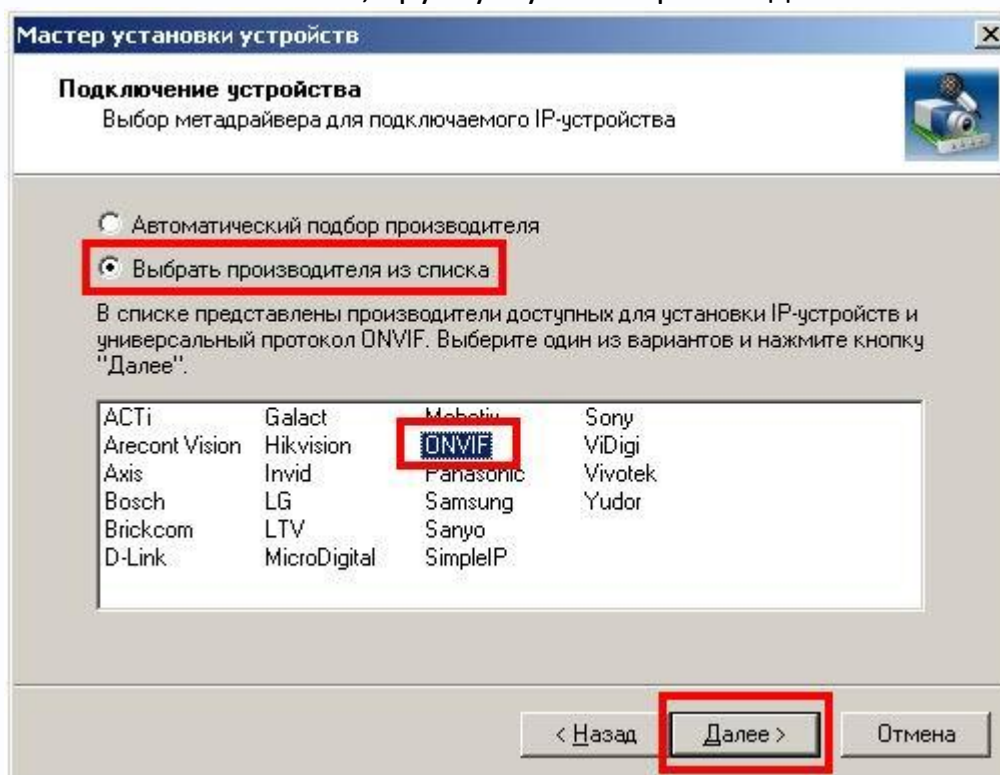 Мастер установки устройств
Подключение устройства
Выбор метадрайвера для подключаемого IP-устройства
Автоматический подбор производителя
Выбрать производителя из списка
В списке представлены производители доступных для установки IP-устройств и
универсальный протокол ONVIF. Выберите один из вариантов и нажмите кнопку
"Далее".
ACTi Galact Mobotix Sony
Arecont Vision Hikvision ONVIF ViDigi
Axis Invid Panasonic Vivotek
Bosch LG Samsung Yudor
Brickcom LTV Sanyo
D-Link MicroDigital SimpleIP
< Назад Далее > Отмена